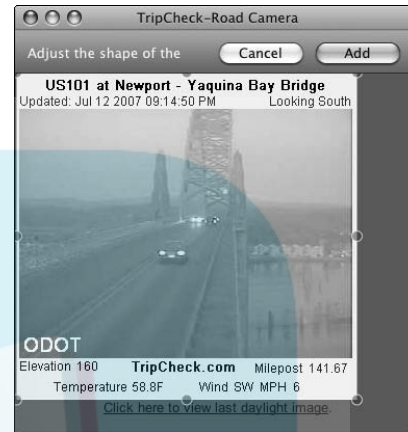 TripCheck-Road Camera
Adjust the shape of the
Cancel
Add
US101 at Newport - Yaquina Bay Bridge
Updated: Jul 12 2007 09:14:50 PM Looking South
ODOT
Elevation 160 TripCheck.com Milepost 141.67
Temperature 58.8F Wind SW MPH 6
Click here to view last daylight image.